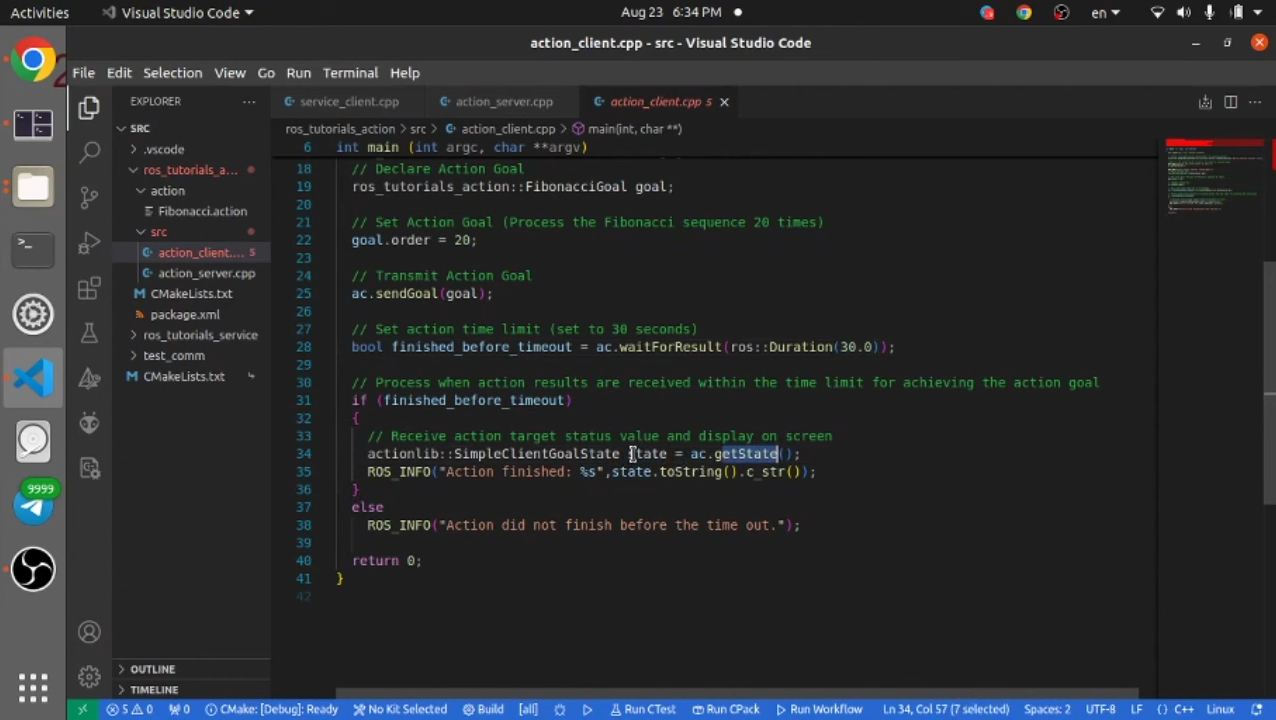 Activities
Visual Studio Code
Aug 23 6:34 PM
en
action_client.cpp - src - Visual Studio Code
File Edit Selection View Go Run Terminal Help
EXPLORER
service_client.cpp
action_server.cpp
action_client.cpp 5
SRC
ros_tutorials_action > src > action_client.cpp > main(int, char **)
.vscode
6 int main (int argc, char **argv)
ros_tutorials_a...
18 // Declare Action Goal
action
19 ros_tutorials_action::FibonacciGoal goal;
Fibonacci.action
20
src
21 // Set Action Goal (Process the Fibonacci sequence 20 times)
action_client.... 5
22 goal.order = 20;
action_server.cpp
23
CMakeLists.txt
24 // Transmit Action Goal
package.xml
25 ac.sendGoal(goal);
ros_tutorials_service
26
test_comm
27 // Set action time limit (set to 30 seconds)
CMakeLists.txt
28 bool finished_before_timeout = ac.waitForResult(ros::Duration(30.0));
29
30 // Process when action results are received within the time limit for achieving the action goal
31 if (finished_before_timeout)
32 {
33 // Receive action target status value and display on screen
34 actionlib::SimpleClientGoalState state = ac.getState();
35 ROS_INFO("Action finished: %s",state.toString().c_str());
36 }
37 else
38 ROS_INFO("Action did not finish before the time out.");
39
40 return 0;
41 }
42
9999
OUTLINE
TIMELINE
5 0 0 CMake: [Debug]: Ready No Kit Selected Build [all] Run CTest Run CPack Run Workflow Ln 34, Col 57 (7 selected) Spaces: 2 UTF-8 LF {} C++ Linux